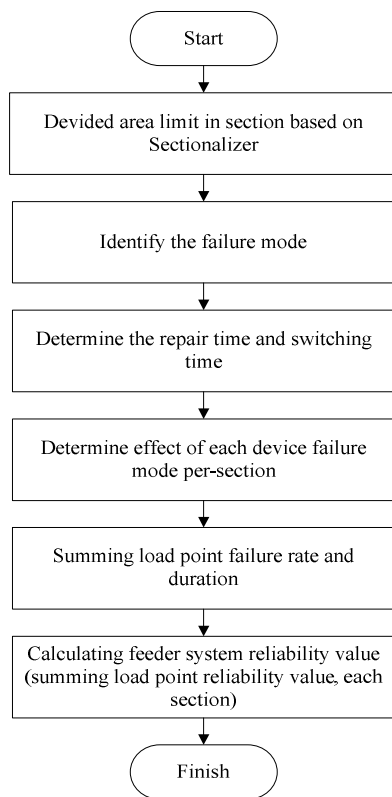 Start
Devided area limit in section based on
Sectionalizer
Identify the failure mode
Determine the repair time and switching
time
Determine effect of each device failure
mode per-section
Summing load point failure rate and
duration
Calculating feeder system reliability value
(summing load point reliability value, each
section)
Finish